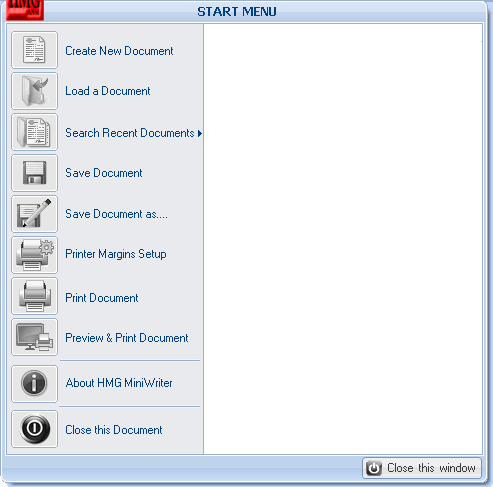 HMG
START MENU
Create New Document
Load a Document
Search Recent Documents
Save Document
Save Document as....
Printer Margins Setup
Print Document
Preview & Print Document
About HMG MiniWriter
Close this Document
Close this window